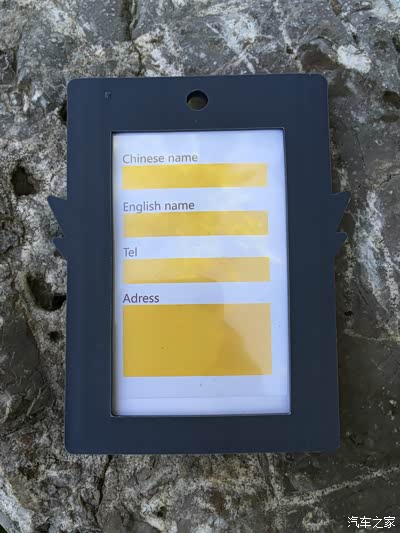 Chinese name
English name
Tel
Adress
汽车之家